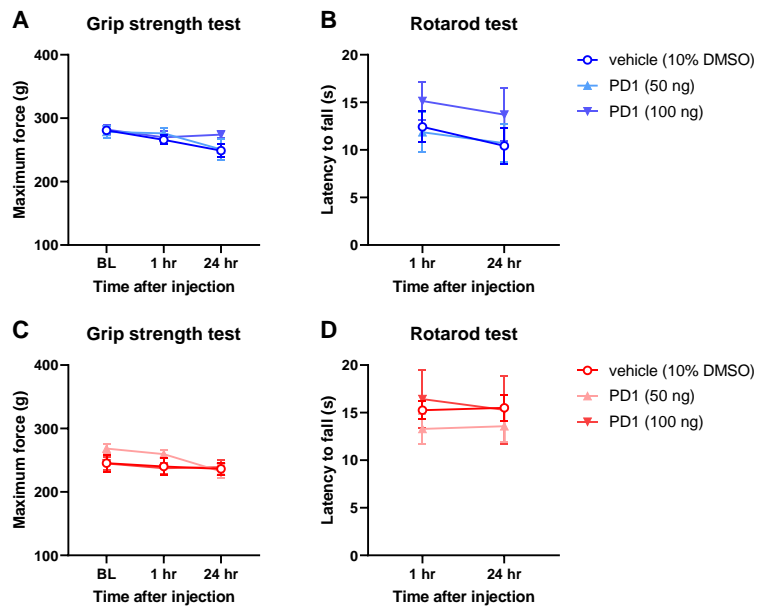 A
Grip strength test
Maximum force (g)
400
300
200
100
BL 1 hr 24 hr
Time after injection
B
Rotarod test
Latency to fall (s)
20
15
10
5
0
1 hr 24 hr
Time after injection
vehicle (10% DMSO)
PD1 (50 ng)
PD1 (100 ng)
C
Grip strength test
Maximum force (g)
400
300
200
100
BL 1 hr 24 hr
Time after injection
D
Rotarod test
Latency to fall (s)
20
15
10
5
0
1 hr 24 hr
Time after injection
vehicle (10% DMSO)
PD1 (50 ng)
PD1 (100 ng)